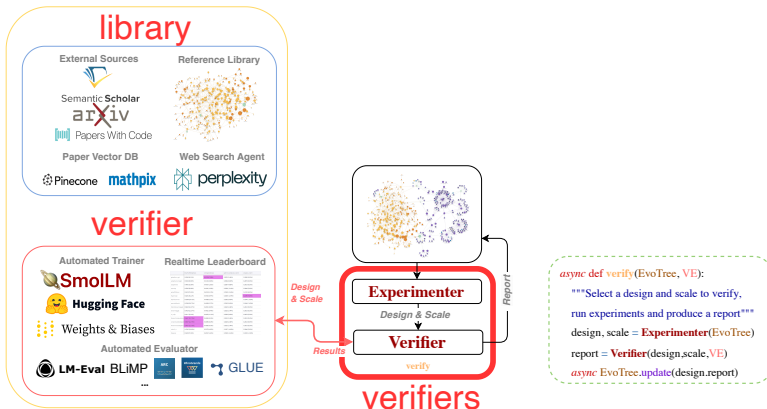 library
External Sources
Reference Library
Semantic Scholar
arXiv
Papers With Code
Paper Vector DB
Web Search Agent
Pinecone
mathpix
perplexity
verifier
Automated Trainer
Realtime Leaderboard
SmolLM
Hugging Face
Weights & Biases
Automated Evaluator
LM-Eval
BLiMP
GLUE
...
Design
& Scale
Results
Experimenter
Design & Scale
Verifier
verify
Report
verifiers
async def verify(EvoTree, VE):
"""Select a design and scale to verify,
run experiments and produce a report"""
design, scale = Experimenter(EvoTree)
report = Verifier(design,scale,VE)
async EvoTree.update(design.report)